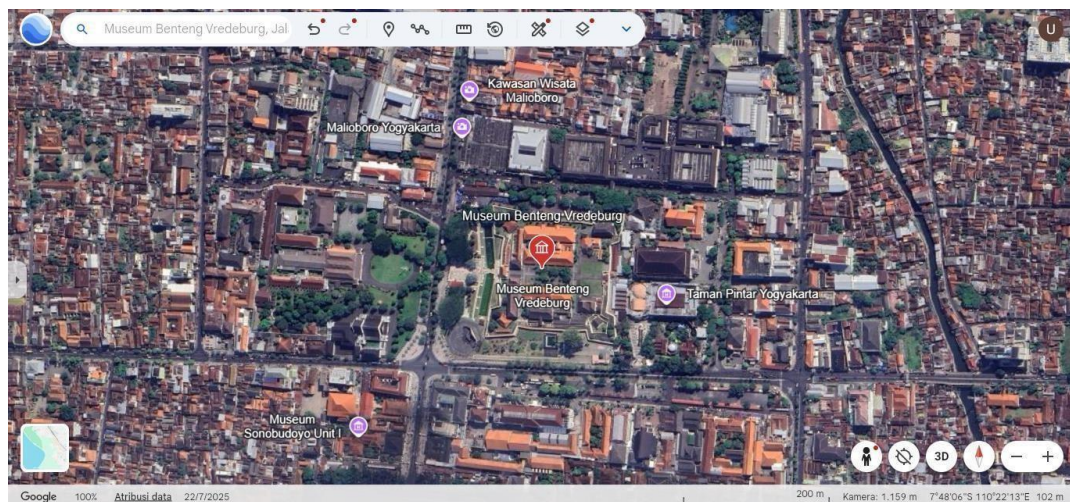 Museum Benteng Vredeburg, Jal
U
Kawasan Wisata
Malioboro
Malioboro Yogyakarta
Museum Benteng Vredeburg
Museum Benteng
Vredeburg
Taman Pintar Yogyakarta
Museum
Sonobudoyo Unit I
3D
Google 100% Atribusi data 22/7/2025 200 m Kamera: 1.159 m 7°48'06"S 110°22'13"E 102 m